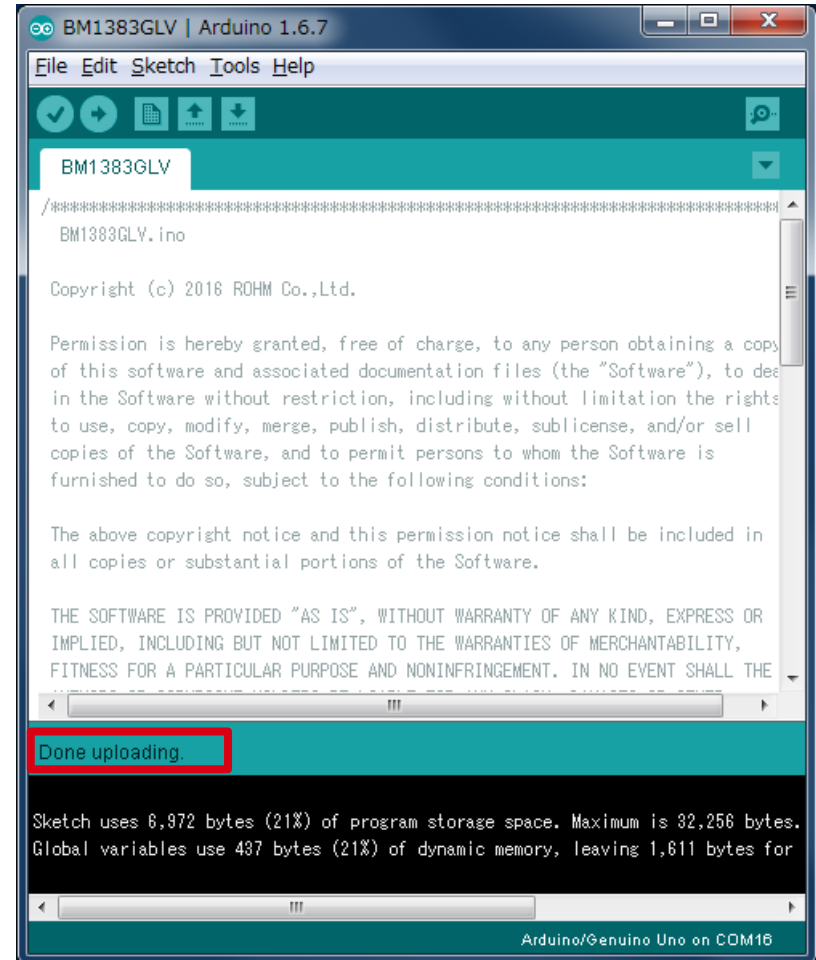 BM1383GLV | Arduino 1.6.7
File Edit Sketch Tools Help
BM1383GLV
/******************************************************************************
BM1383GLV.ino
Copyright (c) 2016 ROHM Co.,Ltd.
Permission is hereby granted, free of charge, to any person obtaining a copy
of this software and associated documentation files (the "Software"), to dea
in the Software without restriction, including without limitation the rights
to use, copy, modify, merge, publish, distribute, sublicense, and/or sell
copies of the Software, and to permit persons to whom the Software is
furnished to do so, subject to the following conditions:
The above copyright notice and this permission notice shall be included in
all copies or substantial portions of the Software.
THE SOFTWARE IS PROVIDED "AS IS", WITHOUT WARRANTY OF ANY KIND, EXPRESS OR
IMPLIED, INCLUDING BUT NOT LIMITED TO THE WARRANTIES OF MERCHANTABILITY,
FITNESS FOR A PARTICULAR PURPOSE AND NONINFRINGEMENT. IN NO EVENT SHALL THE
Done uploading.
Sketch uses 6,972 bytes (21%) of program storage space. Maximum is 32,256 bytes.
Global variables use 437 bytes (21%) of dynamic memory, leaving 1,611 bytes for
Arduino/Genuino Uno on COM16